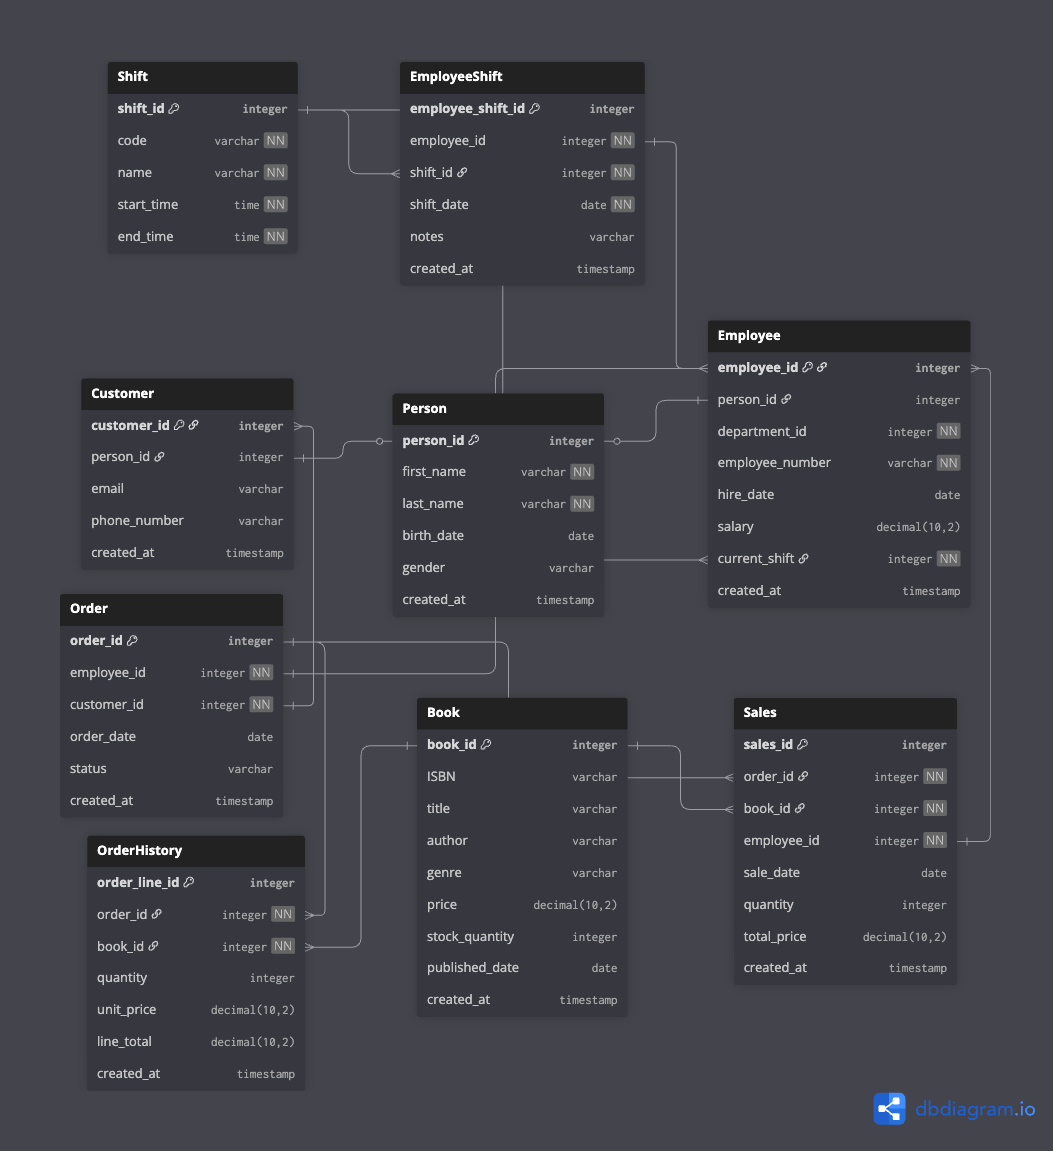 Shift
shift_id integer
code varchar NN
name varchar NN
start_time time NN
end_time time NN
EmployeeShift
employee_shift_id integer
employee_id integer NN
shift_id integer NN
shift_date date NN
notes varchar
created_at timestamp
Employee
employee_id integer
person_id integer
department_id integer NN
employee_number varchar NN
hire_date date
salary decimal(10,2)
current_shift integer NN
created_at timestamp
Customer
customer_id integer
person_id integer
email varchar
phone_number varchar
created_at timestamp
Person
person_id integer
first_name varchar NN
last_name varchar NN
birth_date date
gender varchar
created_at timestamp
Order
order_id integer
employee_id integer NN
customer_id integer NN
order_date date
status varchar
created_at timestamp
Book
book_id integer
ISBN varchar
title varchar
author varchar
genre varchar
price decimal(10,2)
stock_quantity integer
published_date date
created_at timestamp
Sales
sales_id integer
order_id integer NN
book_id integer NN
employee_id integer NN
sale_date date
quantity integer
total_price decimal(10,2)
created_at timestamp
OrderHistory
order_line_id integer
order_id integer NN
book_id integer NN
quantity integer
unit_price decimal(10,2)
line_total decimal(10,2)
created_at timestamp
dbdiagram.io